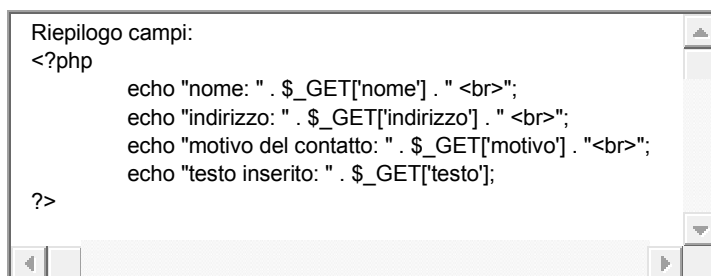 Riepilogo campi:
<?php
echo "nome: " . $_GET['nome'] . " <br>";
echo "indirizzo: " . $_GET['indirizzo'] . " <br>";
echo "motivo del contatto: " . $_GET['motivo'] . "<br>";
echo "testo inserito: " . $_GET['testo'];
?>